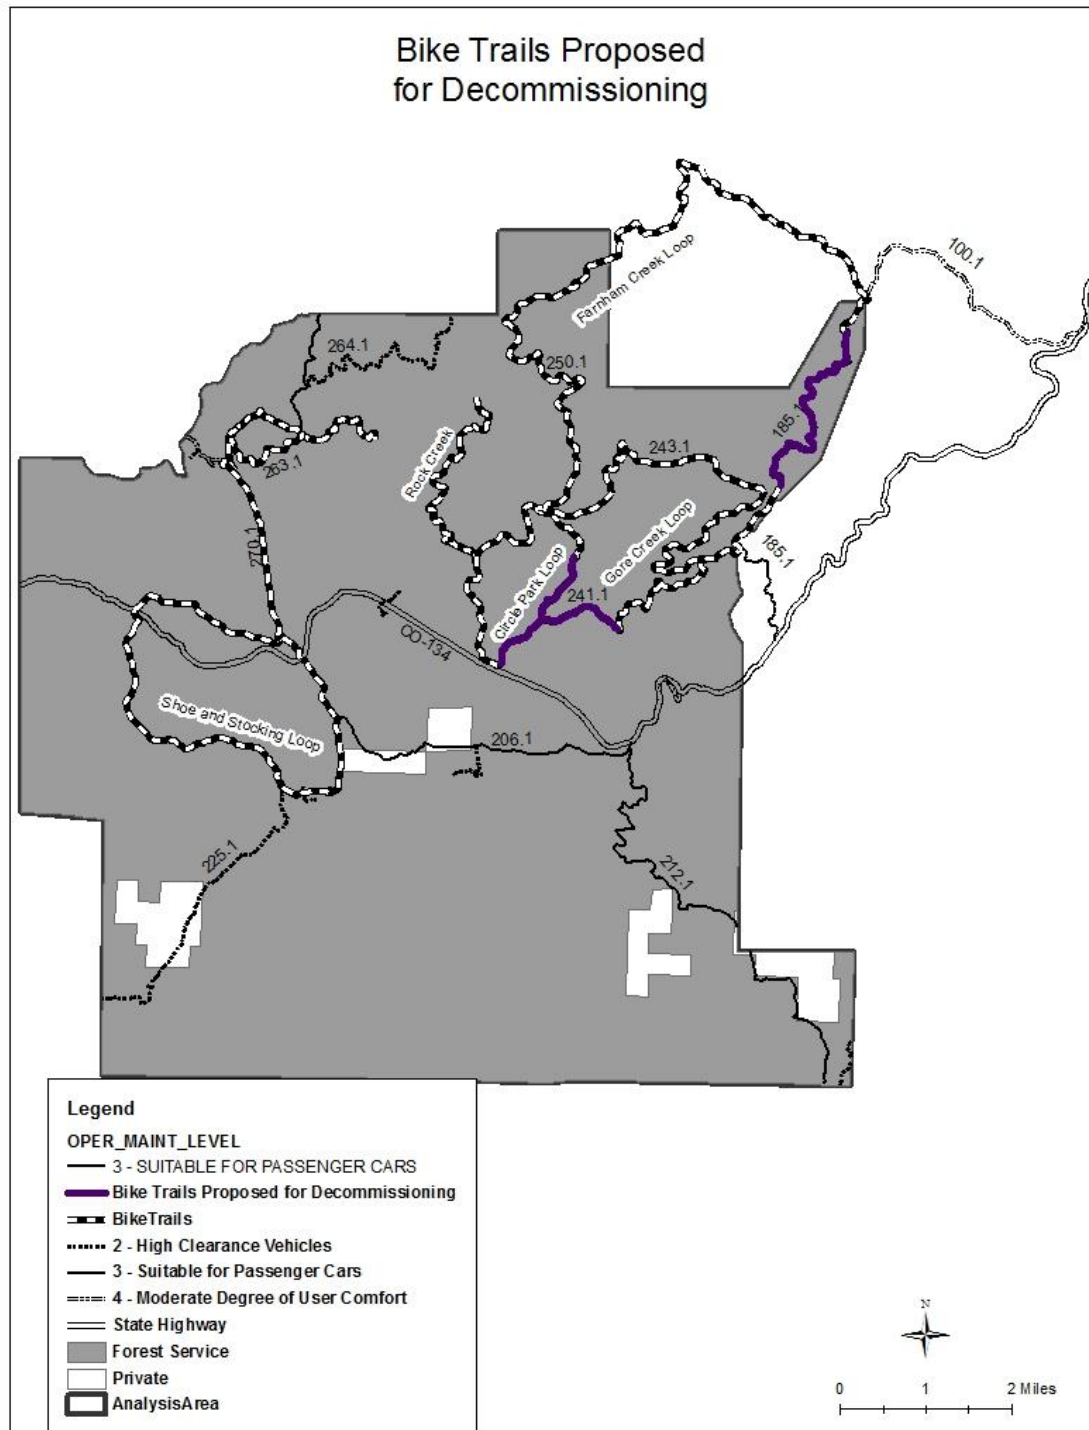 Bike Trails Proposed
for Decommissioning
100.1
Farnham Creek Loop
264.1
250.1
185.1
243.1
263.1
Rock Creek
270.1
Gore Creek Loop
185.1
Circle Park Loop
241.1
CO-134
Shoe and Stocking Loop
206.1
225.1
212.1
Legend
OPER_MAINT_LEVEL
3 - SUITABLE FOR PASSENGER CARS
Bike Trails Proposed for Decommissioning
BikeTrails
2 - High Clearance Vehicles
3 - Suitable for Passenger Cars
4 - Moderate Degree of User Comfort
State Highway
Forest Service
Private
AnalysisArea
N
0 1 2 Miles